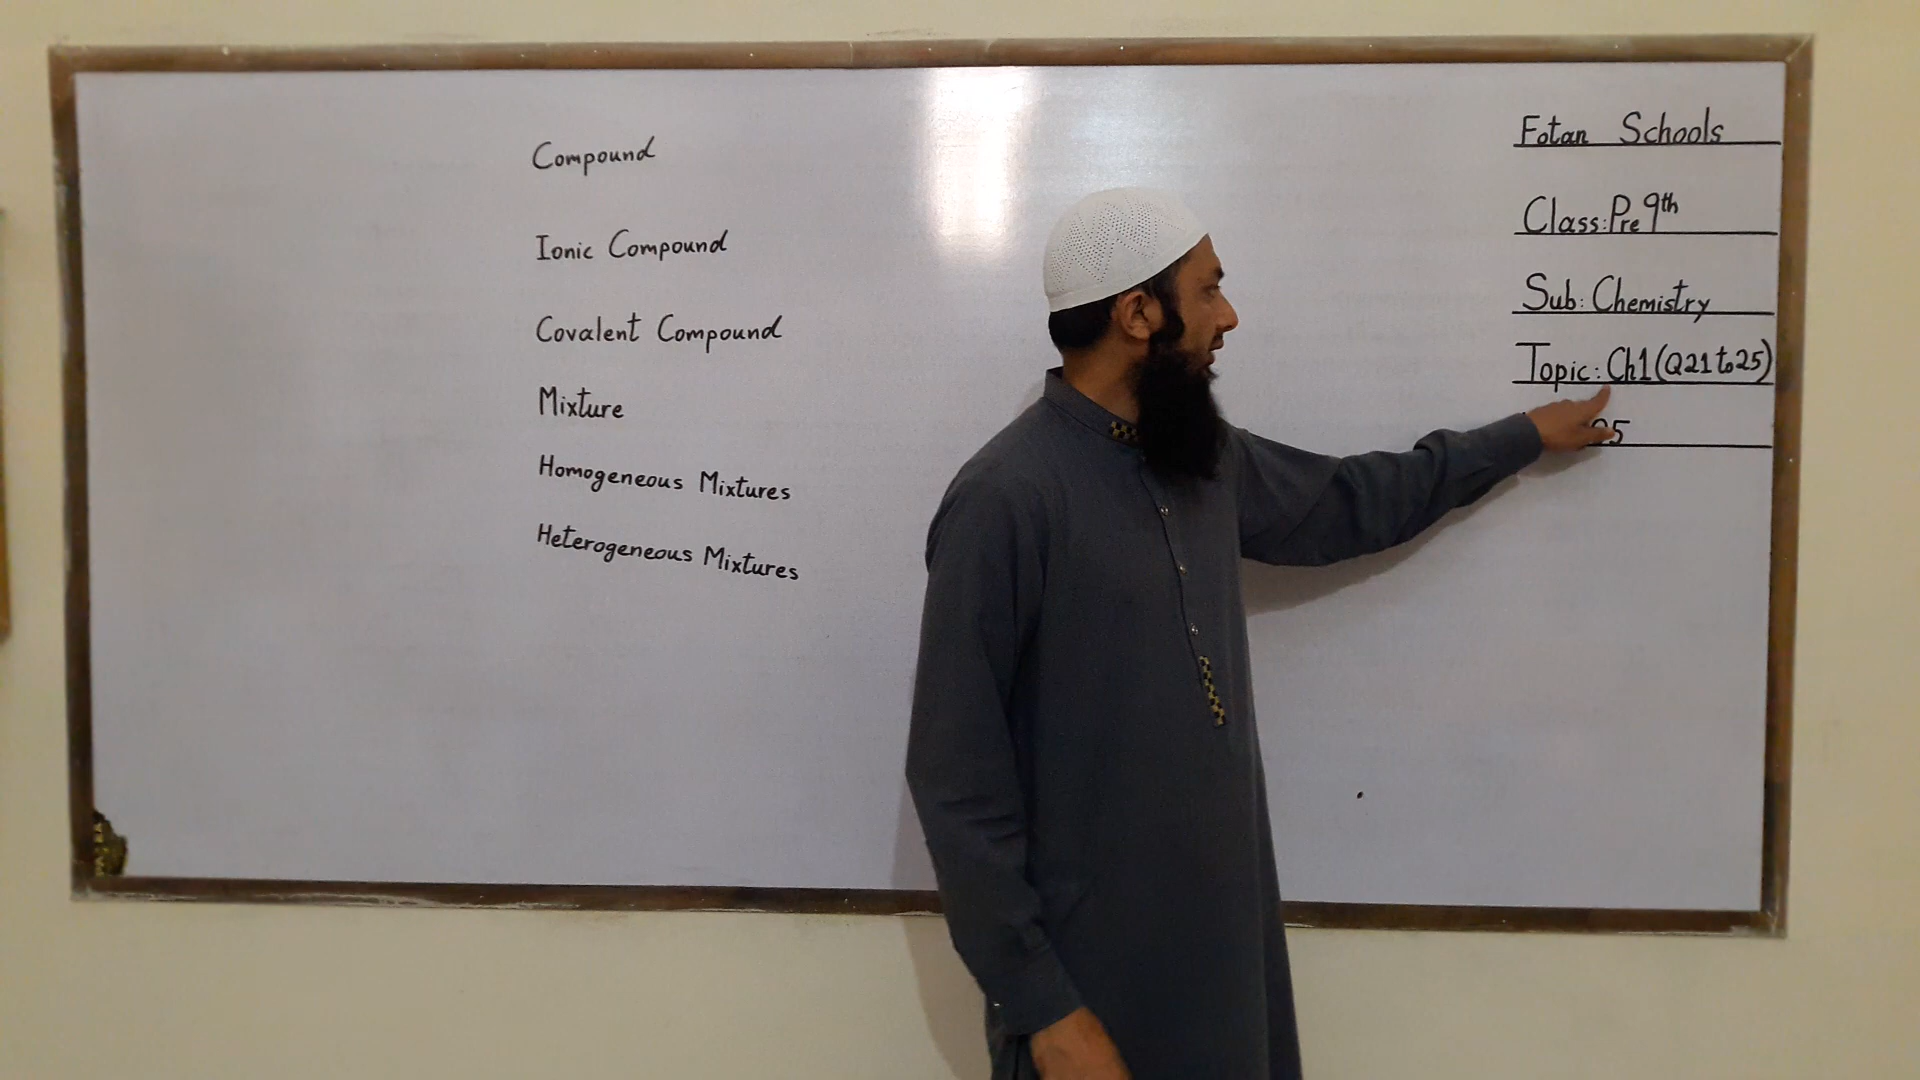 Compound
Ionic Compound
Covalent Compound
Mixture
Homogeneous Mixtures
Heterogeneous Mixtures
Fotan Schools
Class: Pre 9th
Sub: Chemistry
Topic: Ch1 (Q21 to 25)